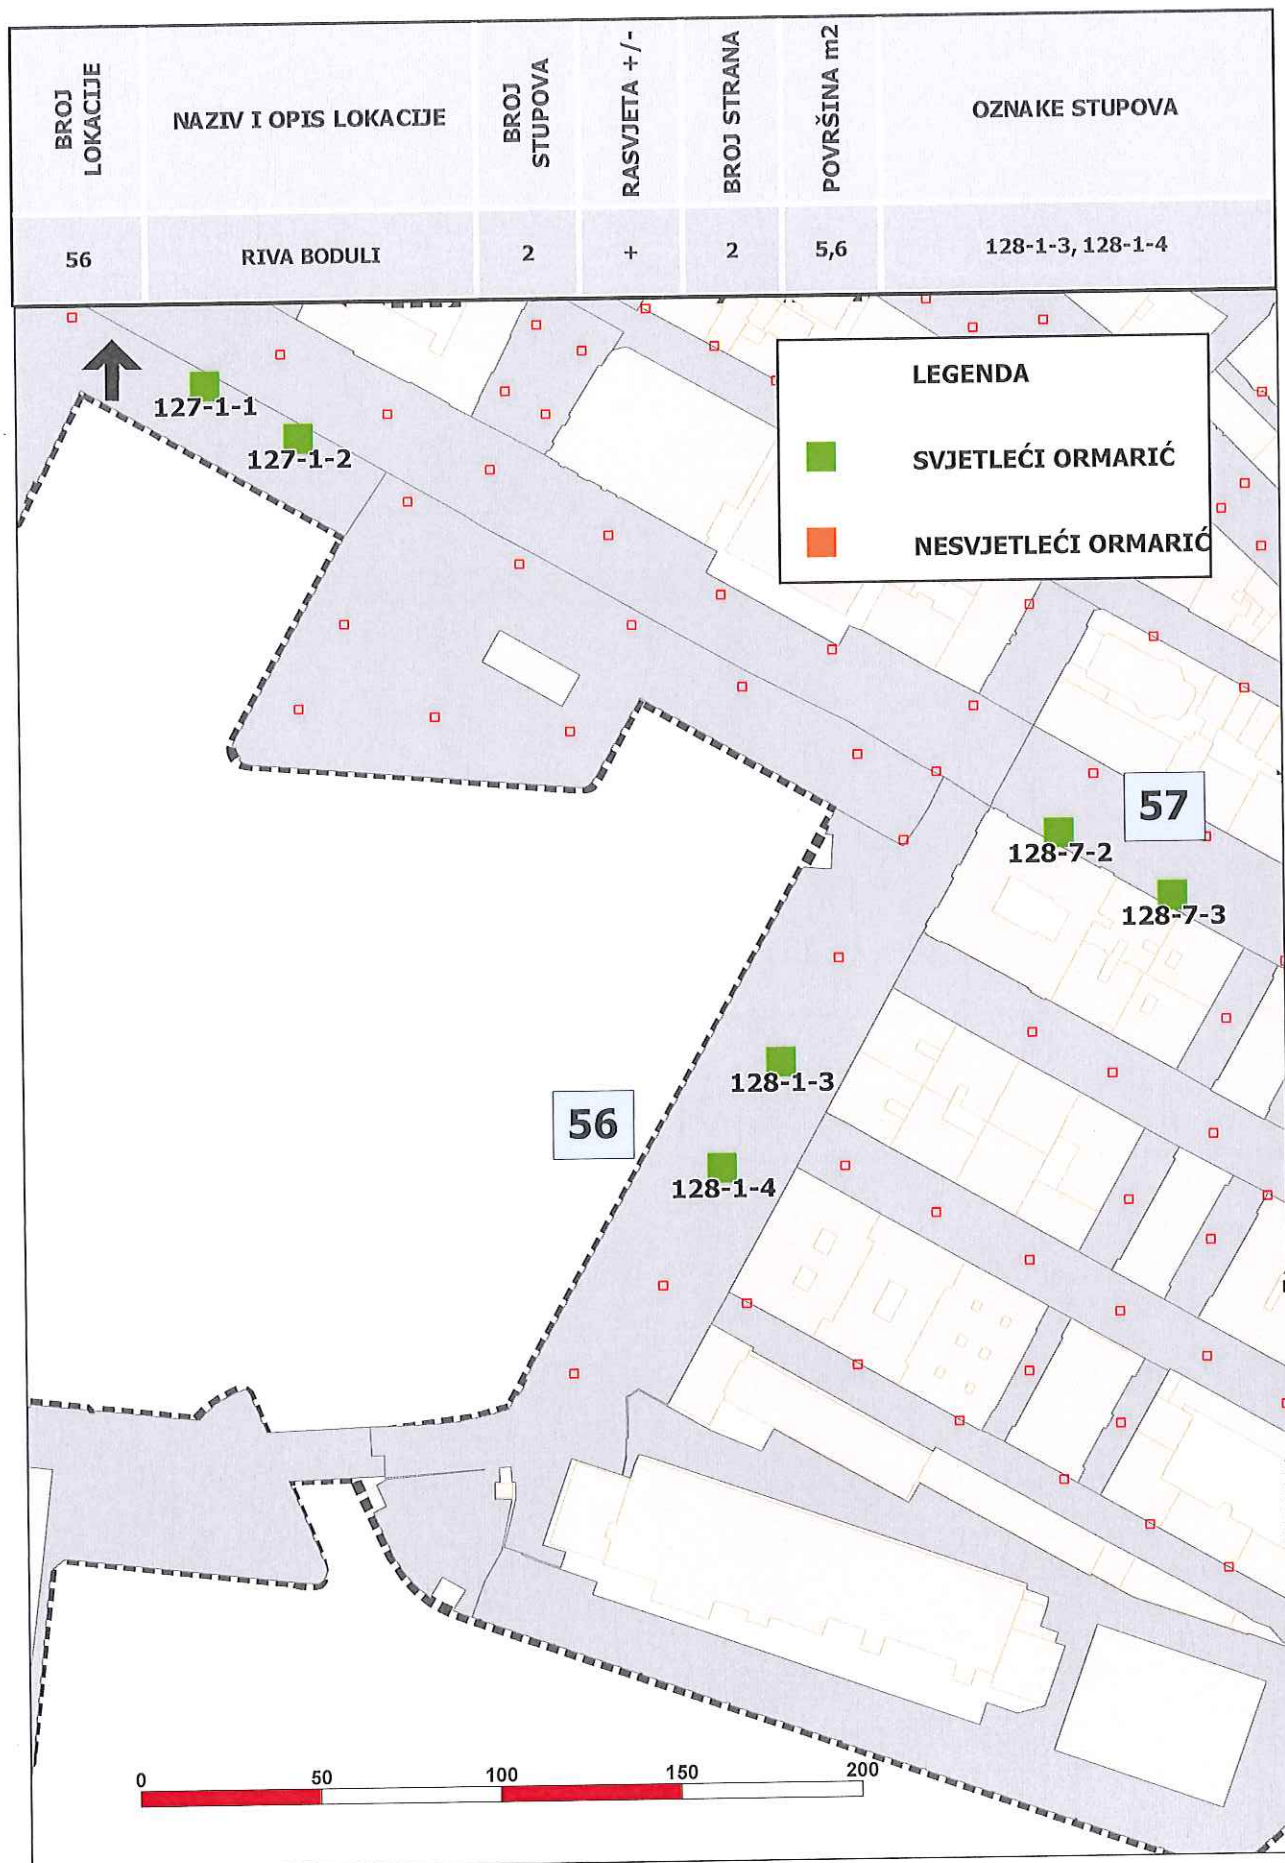 BROJ
LOKACIJE
NAZIV I OPIS LOKACIJE
BROJ
STUPOVA
RASVJETA +/-
BROJ STRANA
POVRŠINA m2
OZNAKE STUPOVA
56
RIVA BODULI
2
+
2
5,6
128-1-3, 128-1-4
LEGENDA
SVJETLEĆI ORMARIĆ
NESVJETLEĆI ORMARIĆ
127-1-1
127-1-2
57
128-7-2
128-7-3
128-1-3
56
128-1-4
0
50
100
150
200